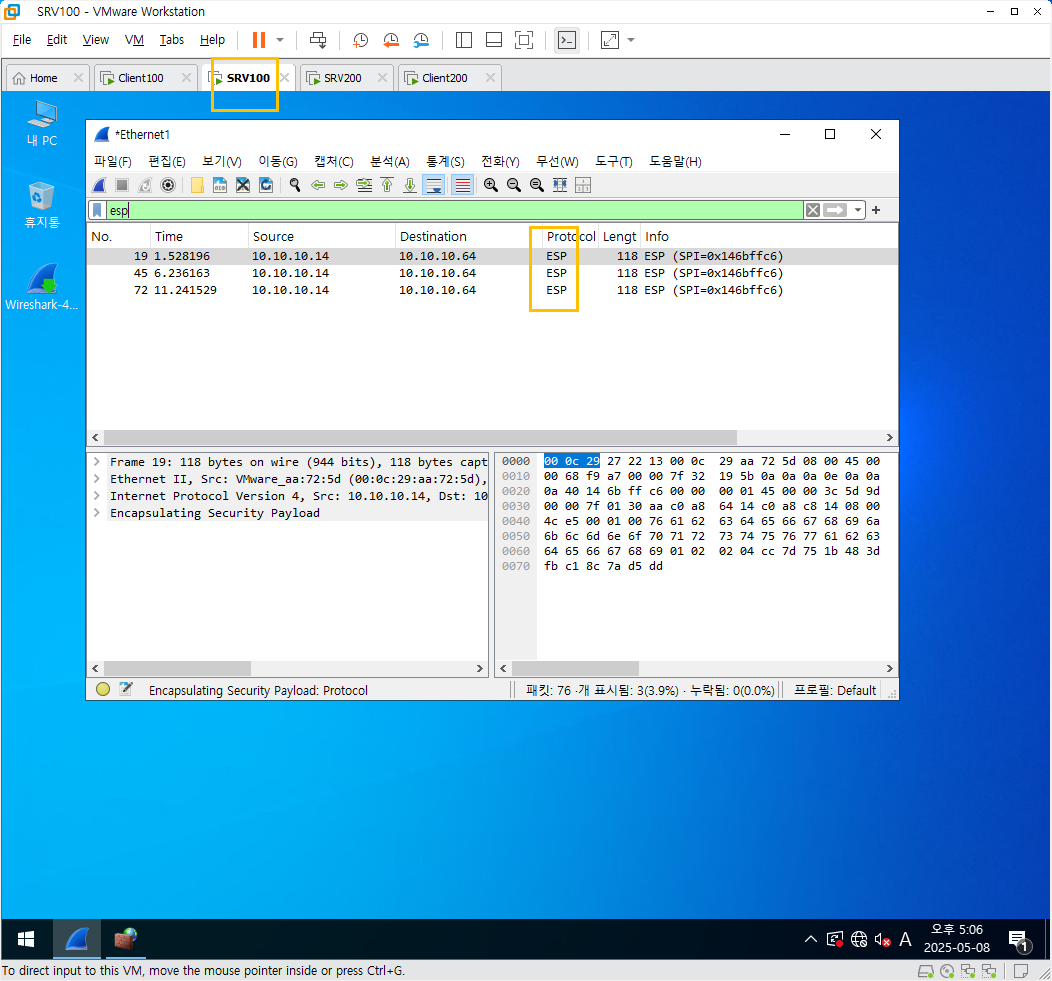 SRV100 - VMware Workstation
File Edit View VM Tabs Help
Home Client100 SRV100 SRV200 Client200
내 PC
휴지통
Wireshark-4...
*Ethernet1
파일(F) 편집(E) 보기(V) 이동(G) 캡처(C) 분석(A) 통계(S) 전화(Y) 무선(W) 도구(T) 도움말(H)
esp
No. Time Source Destination Protocol Lengt Info
19 1.528196 10.10.10.14 10.10.10.64 ESP 118 ESP (SPI=0x146bffc6)
45 6.236163 10.10.10.14 10.10.10.64 ESP 118 ESP (SPI=0x146bffc6)
72 11.241529 10.10.10.14 10.10.10.64 ESP 118 ESP (SPI=0x146bffc6)
Frame 19: 118 bytes on wire (944 bits), 118 bytes capt
Ethernet II, Src: VMware_aa:72:5d (00:0c:29:aa:72:5d),
Internet Protocol Version 4, Src: 10.10.10.14, Dst: 10
Encapsulating Security Payload
0000 00 0c 29 27 22 13 00 0c 29 aa 72 5d 08 00 45 00
0010 00 68 f9 a7 00 00 7f 32 19 5b 0a 0a 0a 0e 0a 0a
0020 0a 40 14 6b ff c6 00 00 00 01 45 00 00 3c 5d 9d
0030 00 00 7f 01 30 aa c0 a8 64 14 c0 a8 c8 14 08 00
0040 4c e5 00 01 00 76 61 62 63 64 65 66 67 68 69 6a
0050 6b 6c 6d 6e 6f 70 71 72 73 74 75 76 77 61 62 63
0060 64 65 66 67 68 69 01 02 02 04 cc 7d 75 1b 48 3d
0070 fb c1 8c 7a d5 dd
Encapsulating Security Payload: Protocol
패킷: 76 ·개 표시됨: 3(3.9%) · 누락됨: 0(0.0%)
프로필: Default
A
오후 5:06
2025-05-08
1
To direct input to this VM, move the mouse pointer inside or press Ctrl+G.